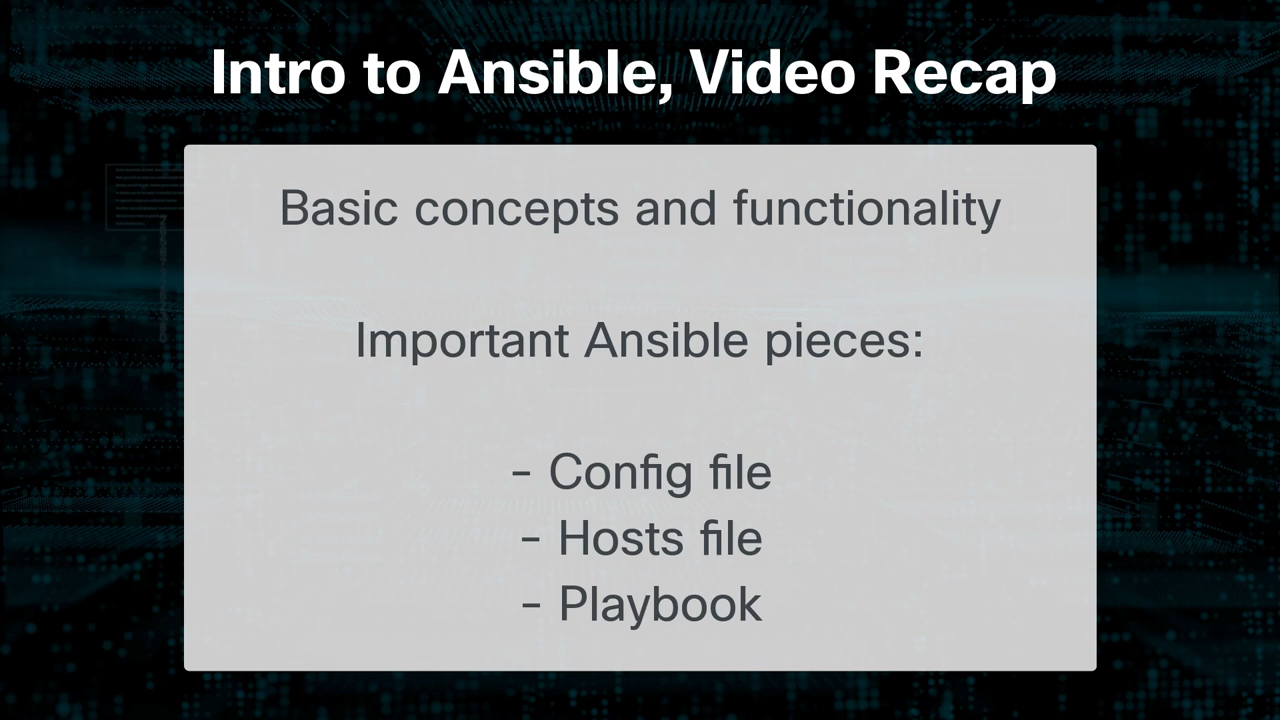 Intro to Ansible, Video Recap
Basic concepts and functionality
Important Ansible pieces:
- Config file
- Hosts file
- Playbook